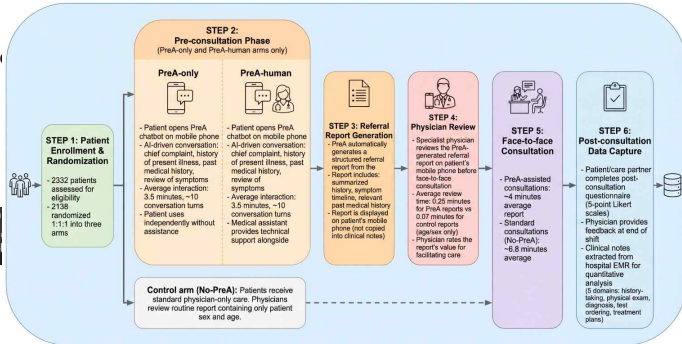 STEP 1: Patient
Enrollment &
Randomization
- 2332 patients
assessed for
eligibility
- 2138
randomized
1:1:1 into three
arms
STEP 2:
Pre-consultation Phase
(PreA-only and PreA-human arms only)
PreA-only
- Patient opens PreA
chatbot on mobile phone
- AI-driven conversation:
chief complaint, history
of present illness, past
medical history,
review of symptoms
- Average interaction:
3.5 minutes, ~10
conversation turns
- Patient uses
independently without
assistance
PreA-human
- Patient opens PreA
chatbot on mobile phone
- AI-driven conversation:
chief complaint, history
of present illness, past
medical history,
review of
symptoms
- Average interaction:
3.5 minutes, ~10
conversation turns
- Medical assistant
provides technical
support alongside
Control arm (No-PreA): Patients receive
standard physician-only care. Physicians
review routine report containing only patient
sex and age.
STEP 3: Referral
Report Generation
- PreA automatically
generates a
structured referral
report from the
- Report includes:
summarized
history, symptom
timeline, relevant
past medical history
- Report is displayed
on patient's mobile
phone (not copied
into clinical notes)
STEP 4:
Physician Review
- Specialist physician
reviews the PreA-
generated referral
report on patient's
mobile phone before
face-to-face
consultation
- Average review
time: 0.25 minutes
for PreA reports vs
0.07 minutes for
control reports
(age/sex only)
- Physician rates the
report's value for
facilitating care
STEP 5:
Face-to-face
Consultation
- PreA-assisted
consultations:
~4 minutes
average
report
- Standard
consultations
(No-PreA):
~6.8 minutes
average
STEP 6:
Post-consultation
Data Capture
- Patient/care partner
completes post-
consultation
questionnaire
(5-point Likert
scales)
- Physician provides
feedback at end of
shift
- Clinical notes
extracted from
hospital EMR for
quantitative
analysis
(5 domains: history-
taking, physical exam,
diagnosis, test
ordering, treatment
plans)